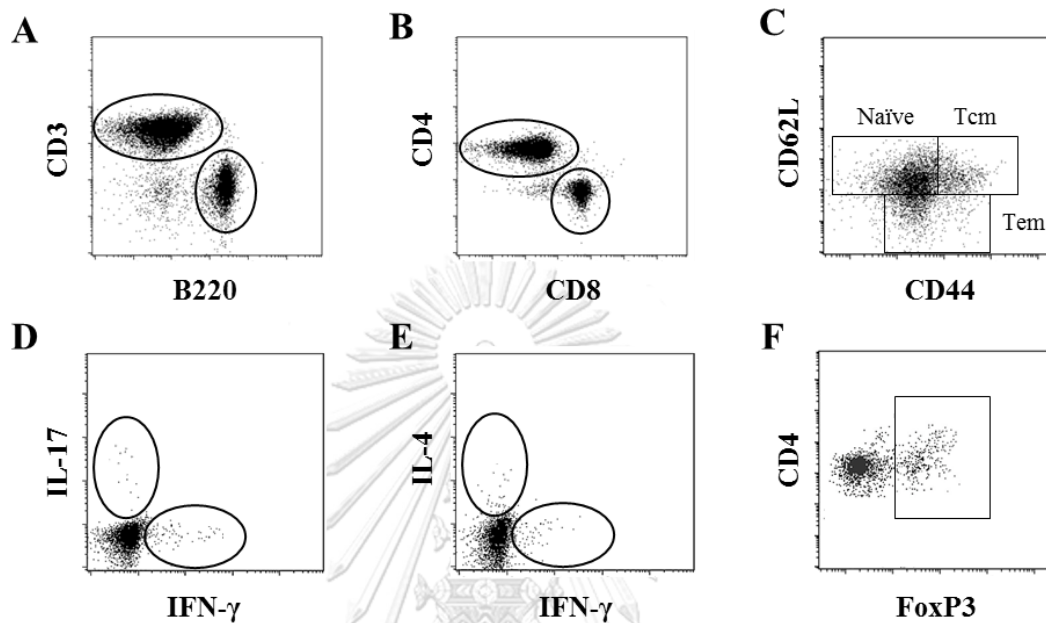 A
CD3
B220
B
CD4
CD8
C
CD62L
Naïve
Tcm
Tem
CD44
D
IL-17
IFN-γ
E
IL-4
IFN-γ
F
CD4
FoxP3